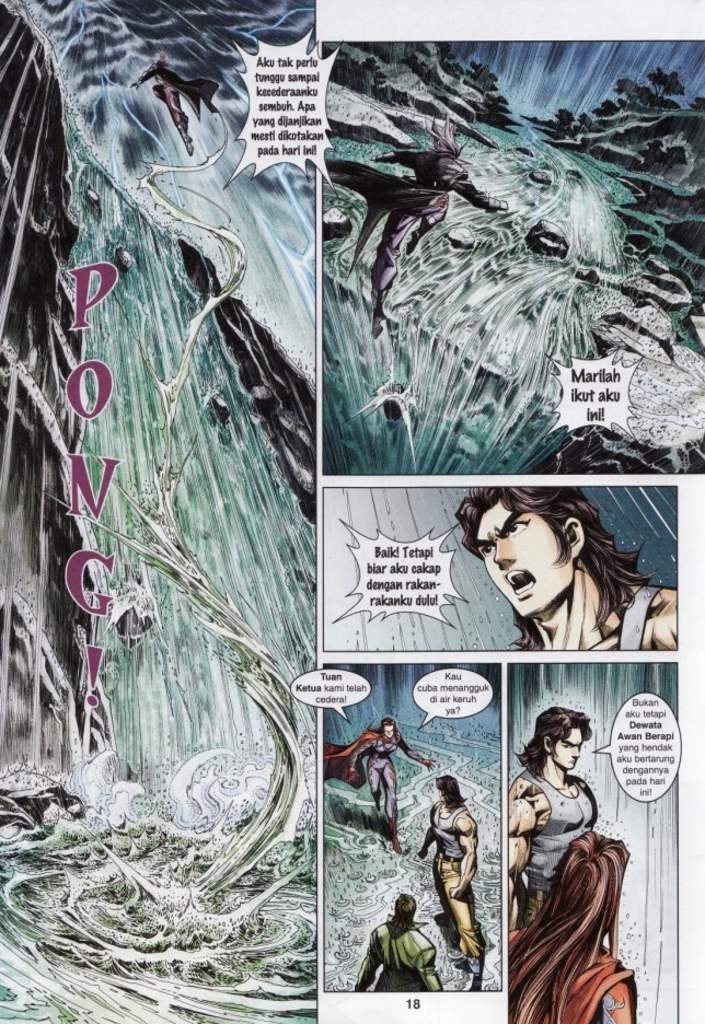 Aku tak perlu
tunggu sampai
kecederaanku
sembuh. Apa
yang dijanjikan
mesti dikotakan
pada hari ini!
PONG!
Marilah
ikut aku
ini!
Baik! Tetapi
biar aku cakap
dengan rakan-
rakanku dulu!
Tuan
Ketua kami telah
cedera!
Kau
cuba menangguk
di air keruh
ya?
Bukan
aku tetapi
Dewata
Awan Berapi
yang hendak
aku bertarung
dengannya
pada hari
ini!
18